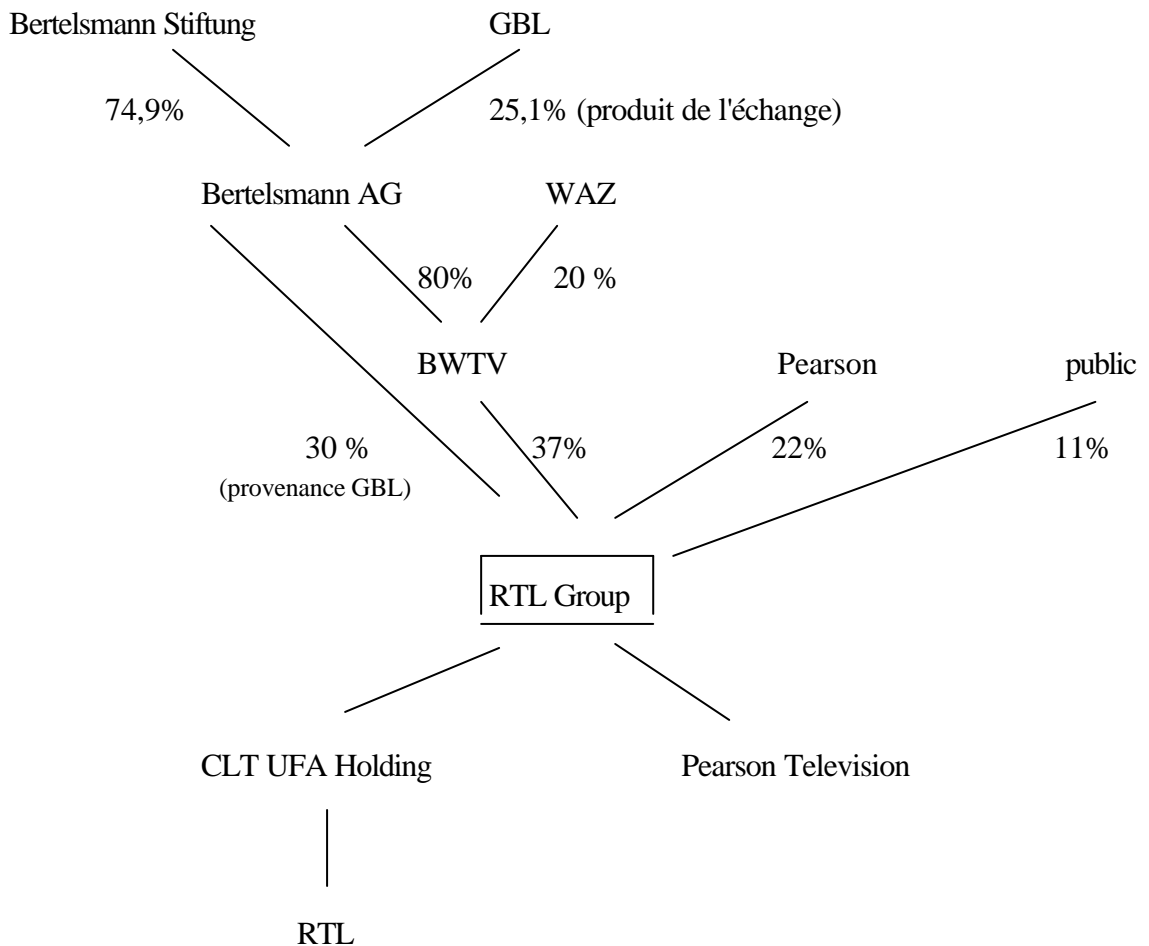 Bertelsmann Stiftung GBL
74,9% 25,1% (produit de l'échange)
Bertelsmann AG WAZ
80% 20 %
BWTV Pearson public
30 % 37% 22% 11%
(provenance GBL)
RTL Group
CLT UFA Holding Pearson Television
RTL